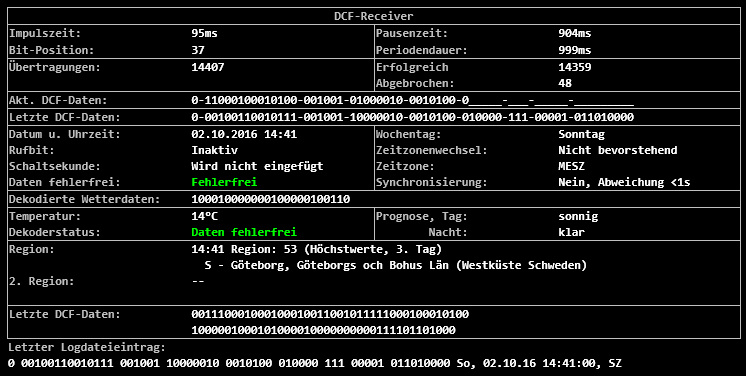 DCF-Receiver
Impulszeit: 95ms Pausenzeit: 904ms
Bit-Position: 37 Periodendauer: 999ms
Übertragungen: 14407 Erfolgreich 14359
Abgebrochen: 48
Akt. DCF-Daten: 0-11000100010100-001001-01000010-0010100-0_____-___-_____-_________
Letzte DCF-Daten: 0-00100110010111-001001-10000010-0010100-010000-111-00001-011010000
Datum u. Uhrzeit: 02.10.2016 14:41 Wochentag: Sonntag
Rufbit: Inaktiv Zeitzonenwechsel: Nicht bevorstehend
Schaltsekunde: Wird nicht eingefügt Zeitzone: MESZ
Daten fehlerfrei: Fehlerfrei Synchronisierung: Nein, Abweichung <1s
Dekodierte Wetterdaten: 100010000000100000100110
Temperatur: 14°C Prognose, Tag: sonnig
Dekoderstatus: Daten fehlerfrei Nacht: klar
Region: 14:41 Region: 53 (Höchstwerte, 3. Tag)
S - Göteborg, Göteborgs och Bohus Län (Westküste Schweden)
2. Region: --
Letzte DCF-Daten: 001110001000100010011001011111000100010100
1000001000101000010000000000111101101000
Letzter Logdateieintrag:
0 00100110010111 001001 10000010 0010100 010000 111 00001 011010000 So, 02.10.16 14:41:00, SZ